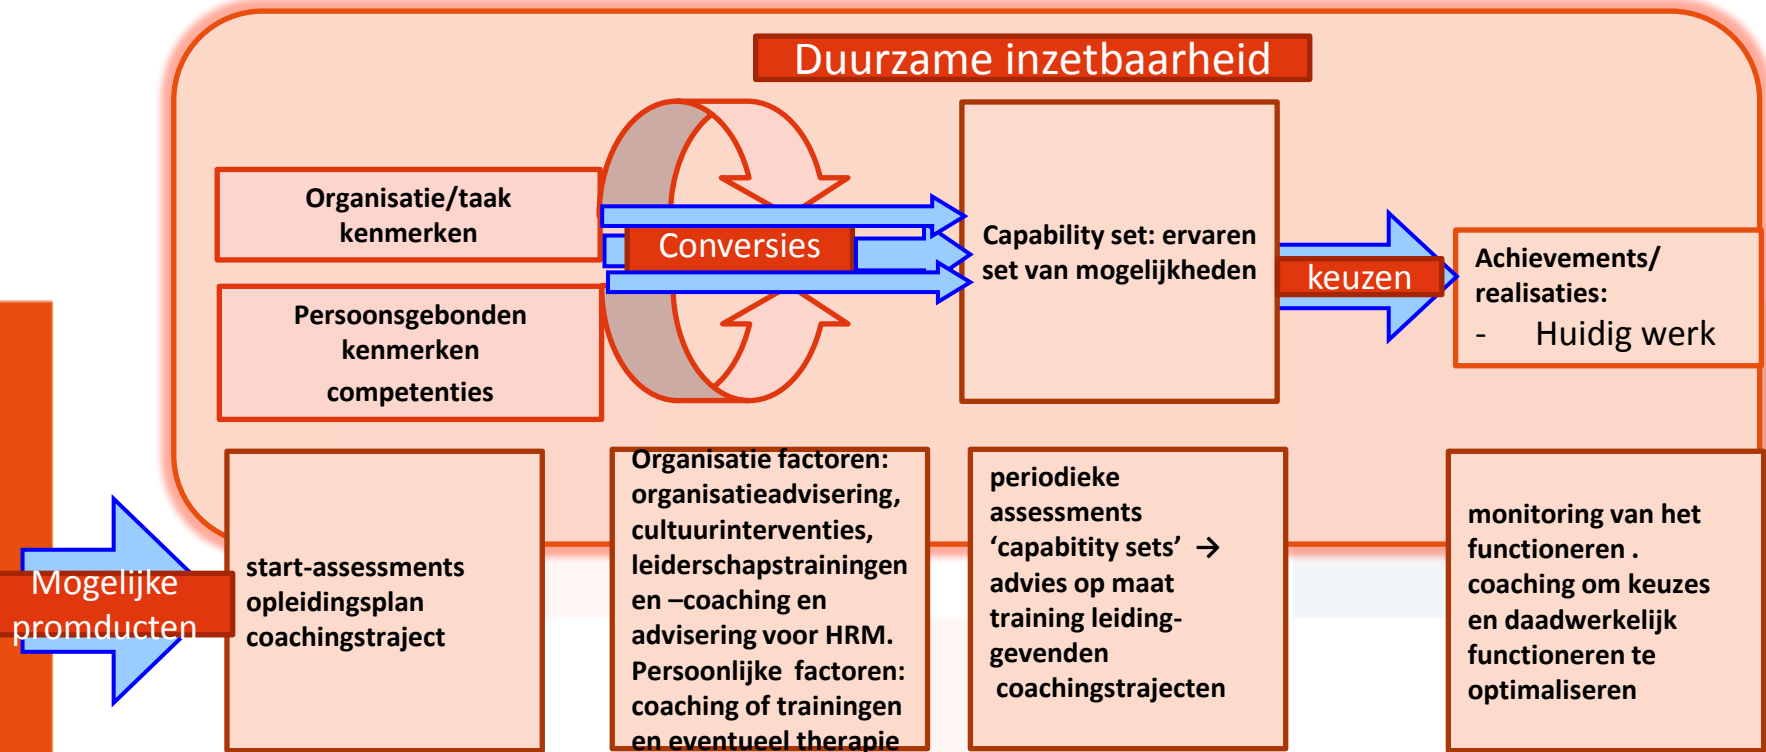 Duurzame inzetbaarheid
Organisatie/taak
kenmerken
Persoonsgebonden
kenmerken
competenties
Conversies
Capability set: ervaren
set van mogelijkheden
keuzen
Achievements/
realisaties:
- Huidig werk
Mogelijke
promducten
start-assessments
opleidingsplan
coachingstraject
Organisatie factoren:
organisatieadvisering,
cultuurinterventies,
leiderschapstrainingen
en –coaching en
advisering voor HRM.
Persoonlijke factoren:
coaching of trainingen
en eventueel therapie
periodieke
assessments
‘capabitity sets’ →
advies op maat
training leiding-
gevenden
coachingstrajecten
monitoring van het
functioneren .
coaching om keuzes
en daadwerkelijk
functioneren te
optimaliseren